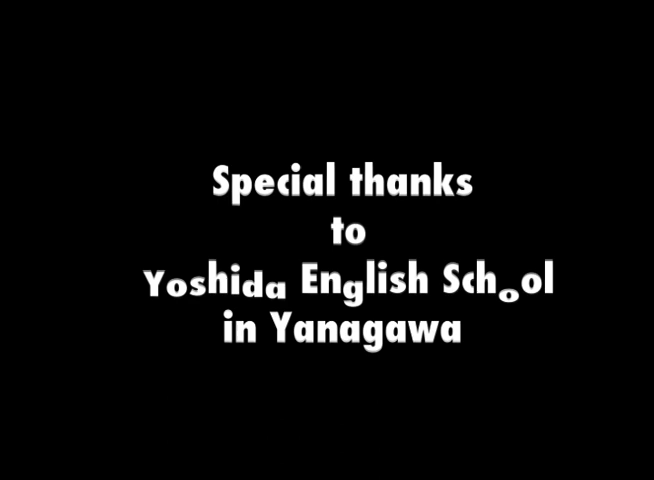 Special thanks
to
Yoshida English School
in Yanagawa